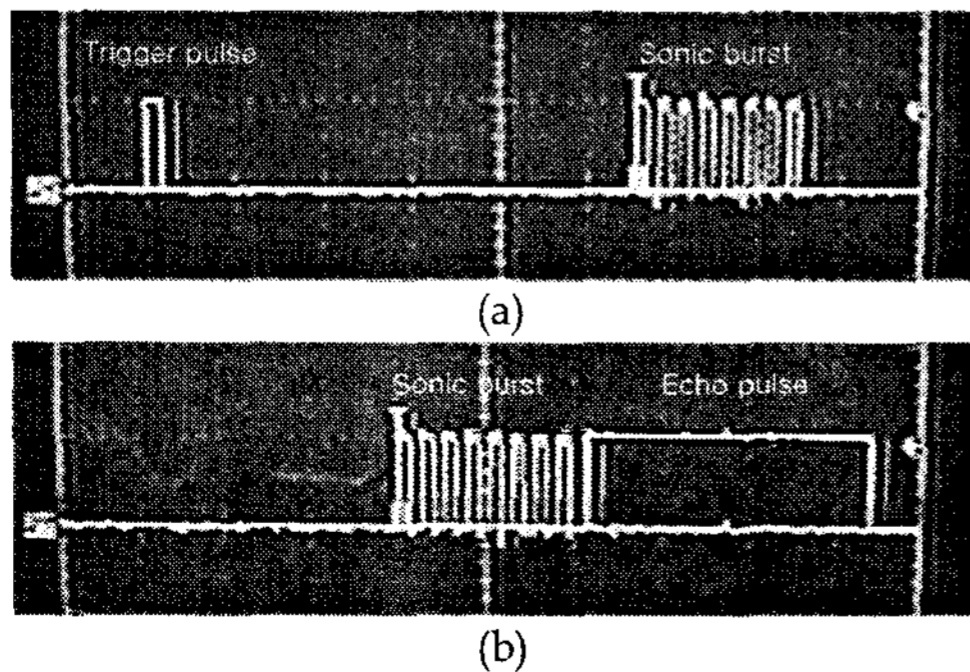 Trigger pulse
Sonic burst
(a)
Sonic burst
Echo pulse
(b)